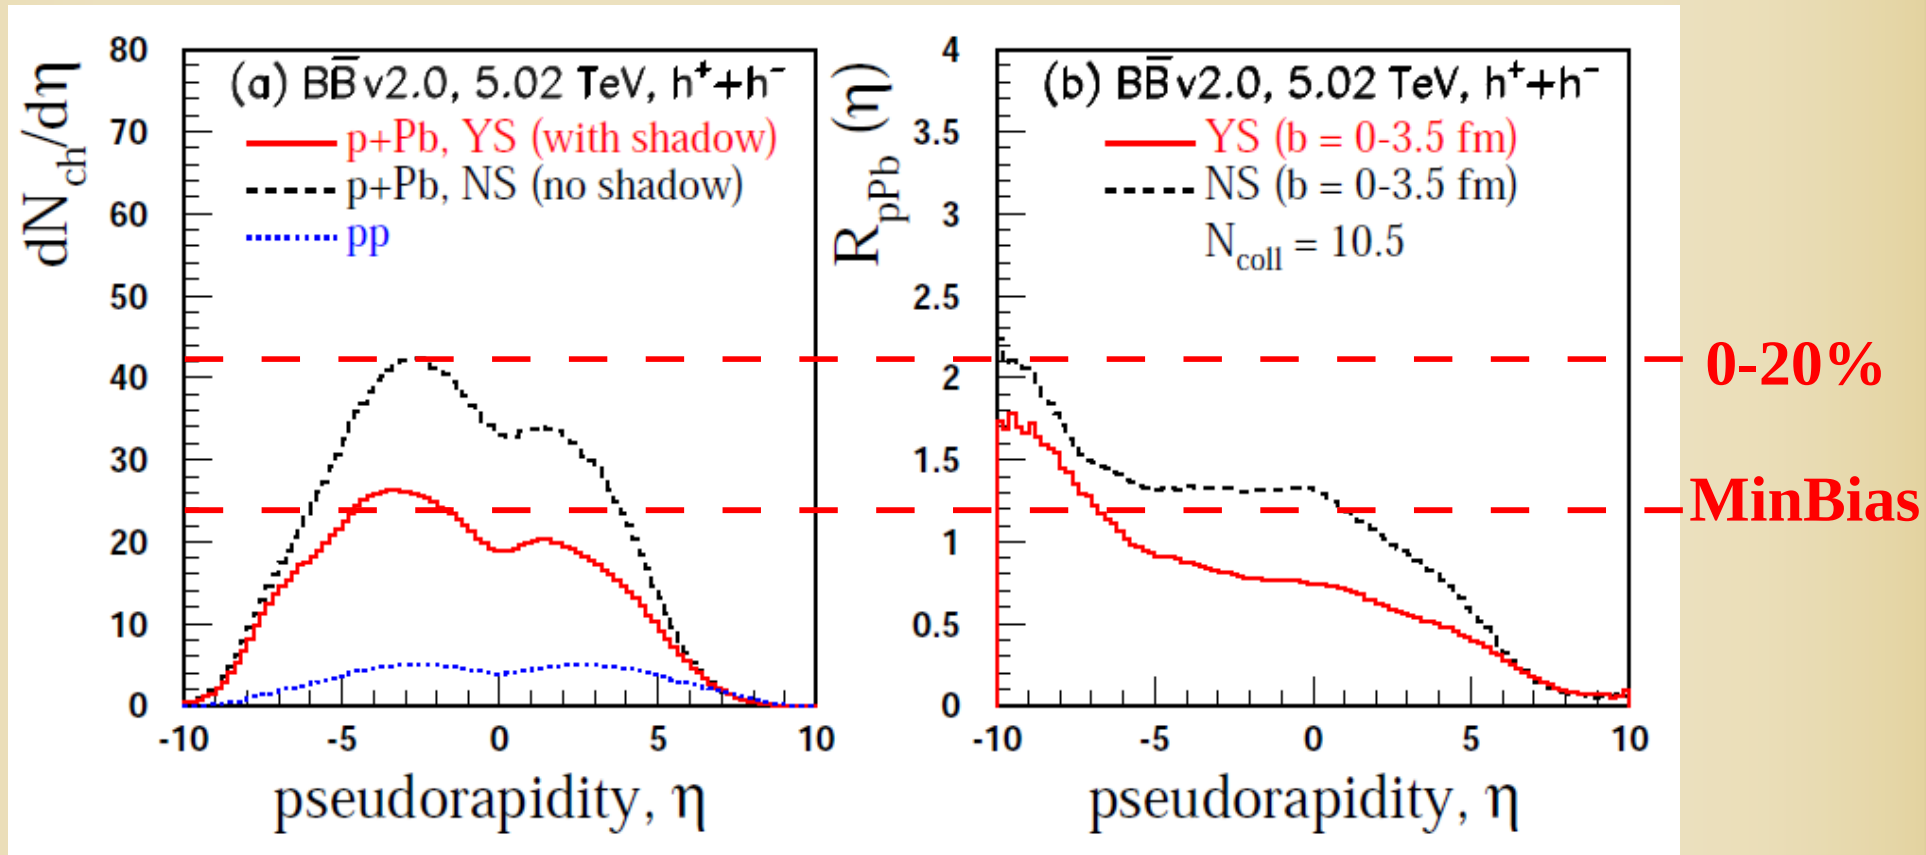 (a) BB̅ v2.0, 5.02 TeV, h⁺+h⁻
p+Pb, YS (with shadow)
p+Pb, NS (no shadow)
pp
dN_ch/dη
80
70
60
50
40
30
20
10
0
-10 -5 0 5 10
pseudorapidity, η
(b) BB̅ v2.0, 5.02 TeV, h⁺+h⁻
YS (b = 0-3.5 fm)
NS (b = 0-3.5 fm)
N_coll = 10.5
R_pPb (η)
4
3.5
3
2.5
2
1.5
1
0.5
0
-10 -5 0 5 10
pseudorapidity, η
0-20%
MinBias